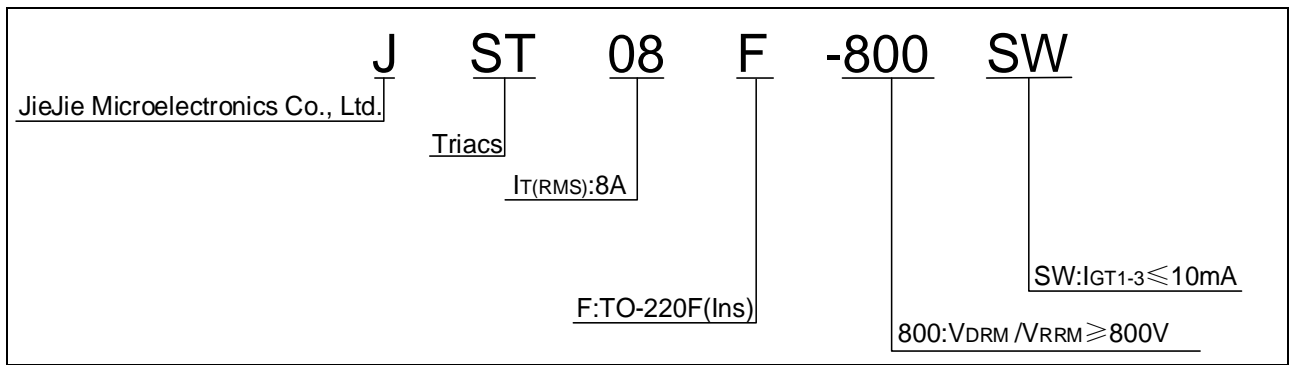 J ST 08 F -800 SW
JieJie Microelectronics Co., Ltd.
Triacs
IT(RMS):8A
SW:IGT1-3≤10mA
F:TO-220F(Ins)
800:VDRM /VRRM≥800V